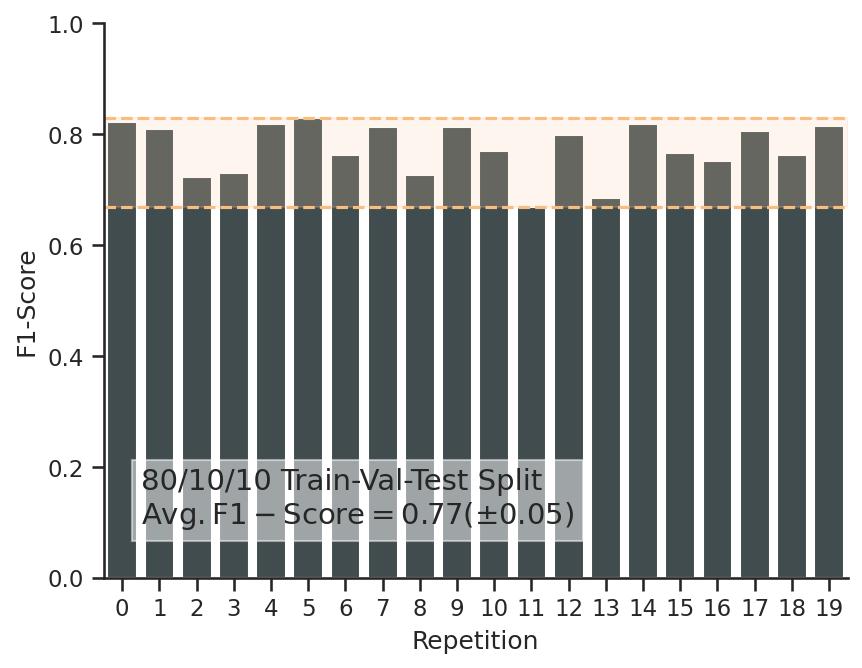 1.0
0.8
0.6
0.4
0.2
0.0
F1-Score
80/10/10 Train-Val-Test Split
Avg. F1 − Score = 0.77(±0.05)
0 1 2 3 4 5 6 7 8 9 10 11 12 13 14 15 16 17 18 19
Repetition